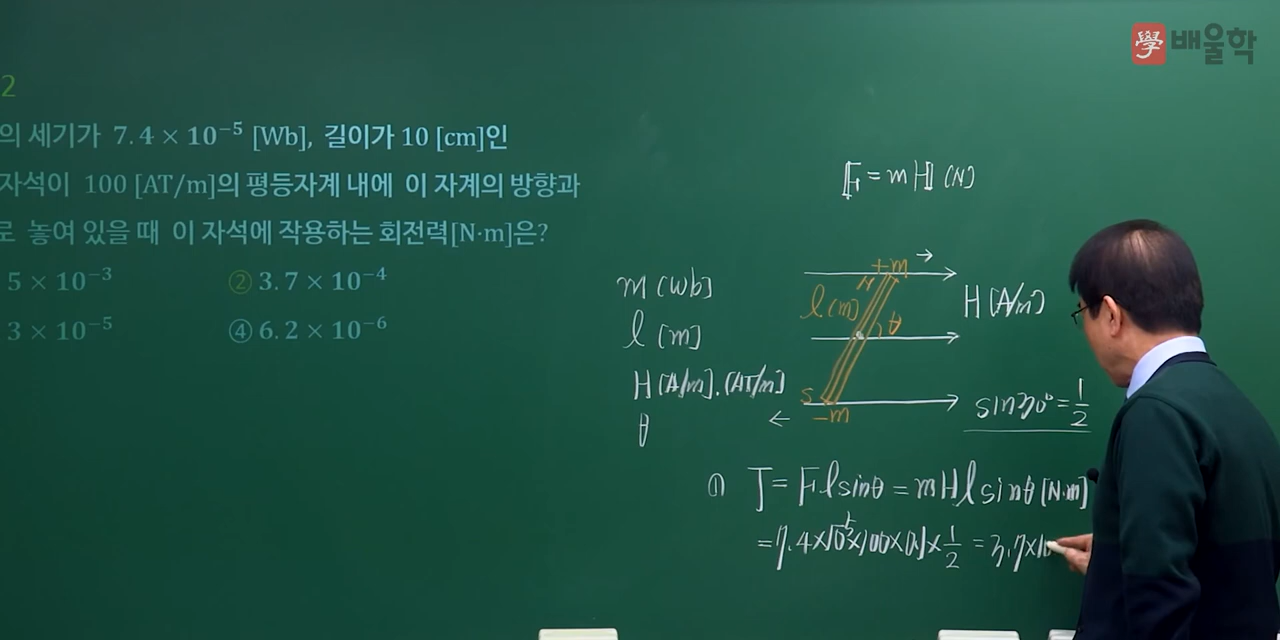 學 배울학
2
의 세기가 7.4 × 10⁻⁵ [Wb], 길이가 10 [cm]인
자석이 100 [AT/m]의 평등자계 내에 이 자계의 방향과
로 놓여 있을 때 이 자석에 작용하는 회전력[N·m]은?
5 × 10⁻³ ② 3.7 × 10⁻⁴
3 × 10⁻⁵ ④ 6.2 × 10⁻⁶
F = mH [N]
m [Wb]
l [m]
H [A/m], [AT/m]
θ
+m
N
l [m]
θ
H [A/m]
S
-m
sin30° = 1/2
① T = Flsinθ = mHlsinθ [N·m]
= 7.4×10⁻⁵×100×0.1×1/2 = 3.7×10